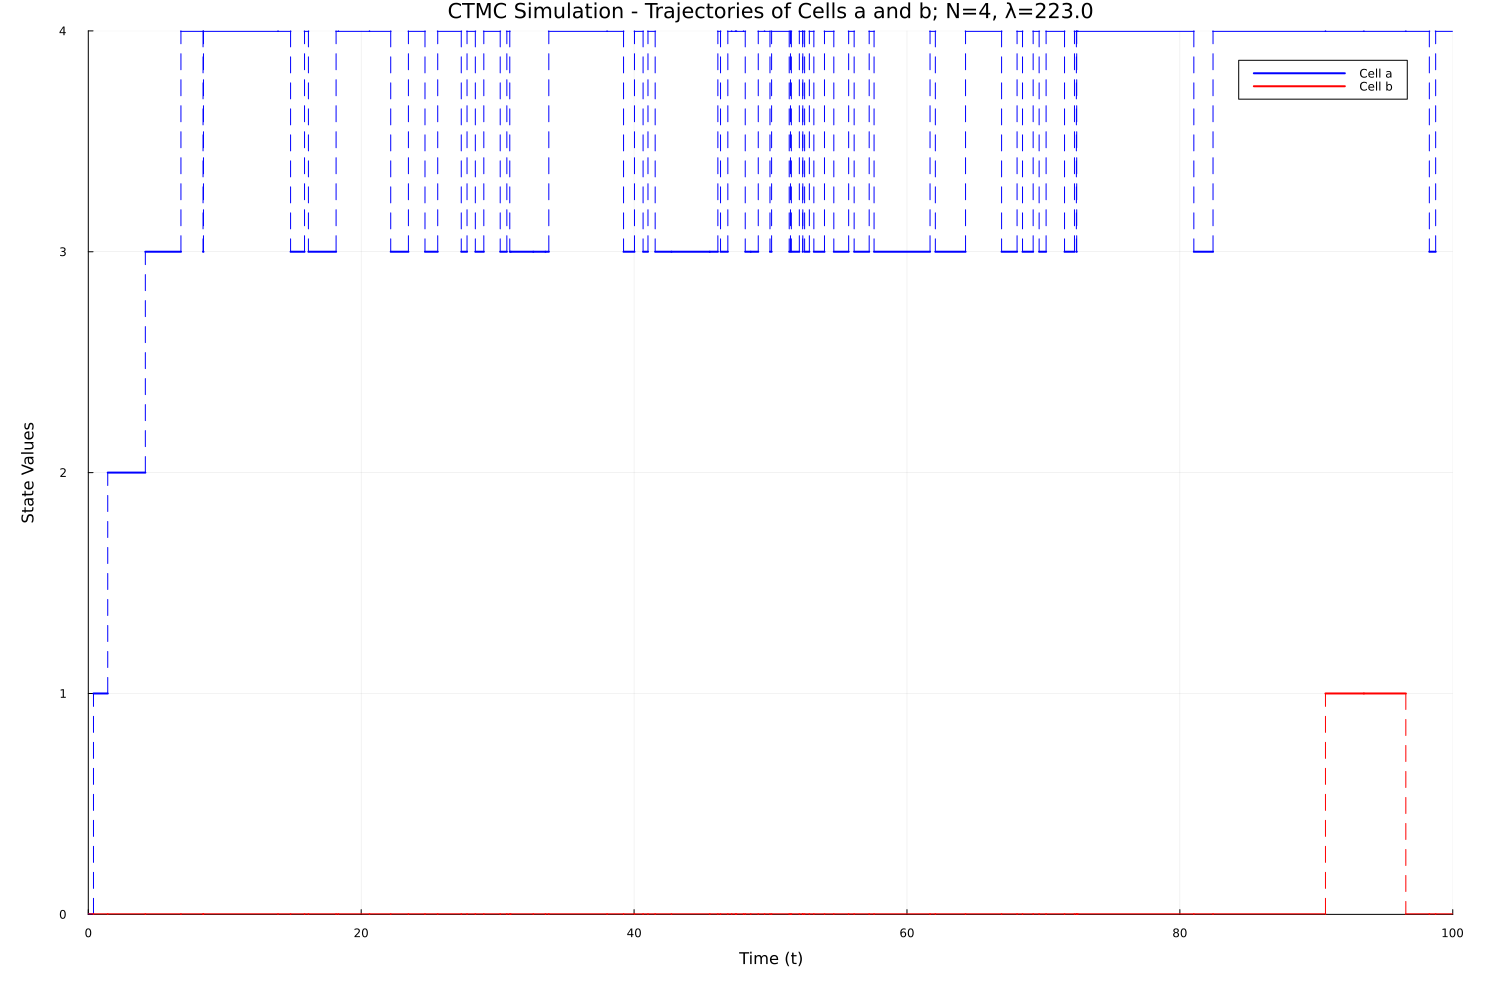 CTMC Simulation - Trajectories of Cells a and b; N=4, λ=223.0
4
Cell a
Cell b
3
State Values
2
1
0
0 20 40 60 80 100
Time (t)